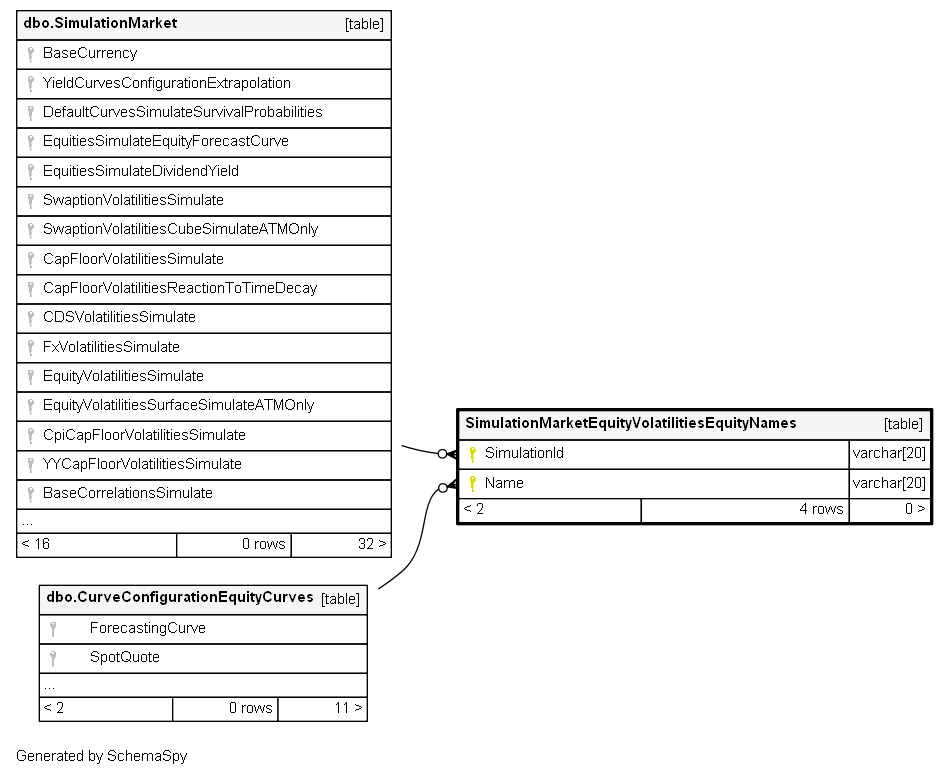 dbo.SimulationMarket [table]
BaseCurrency
YieldCurvesConfigurationExtrapolation
DefaultCurvesSimulateSurvivalProbabilities
EquitiesSimulateEquityForecastCurve
EquitiesSimulateDividendYield
SwaptionVolatilitiesSimulate
SwaptionVolatilitiesCubeSimulateATMOnly
CapFloorVolatilitiesSimulate
CapFloorVolatilitiesReactionToTimeDecay
CDSVolatilitiesSimulate
FxVolatilitiesSimulate
EquityVolatilitiesSimulate
EquityVolatilitiesSurfaceSimulateATMOnly
CpiCapFloorVolatilitiesSimulate
YYCapFloorVolatilitiesSimulate
BaseCorrelationsSimulate
...
< 16 0 rows 32 >
SimulationMarketEquityVolatilitiesEquityNames [table]
SimulationId varchar[20]
Name varchar[20]
< 2 4 rows 0 >
dbo.CurveConfigurationEquityCurves [table]
ForecastingCurve
SpotQuote
...
< 2 0 rows 11 >
Generated by SchemaSpy